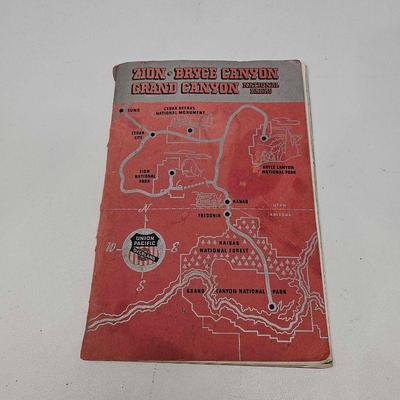 ZION • BRYCE CANYON
GRAND CANYON NATIONAL PARKS
LUND
CEDAR BREAKS
NATIONAL MONUMENT
CEDAR
CITY
ZION
NATIONAL
PARK
BRYCE CANYON
NATIONAL PARK
KANAB
UTAH
ARIZONA
FREDONIA
N
W
E
S
UNION
PACIFIC
OVERLAND
KAIBAB
NATIONAL FOREST
GRAND CANYON NATIONAL PARK